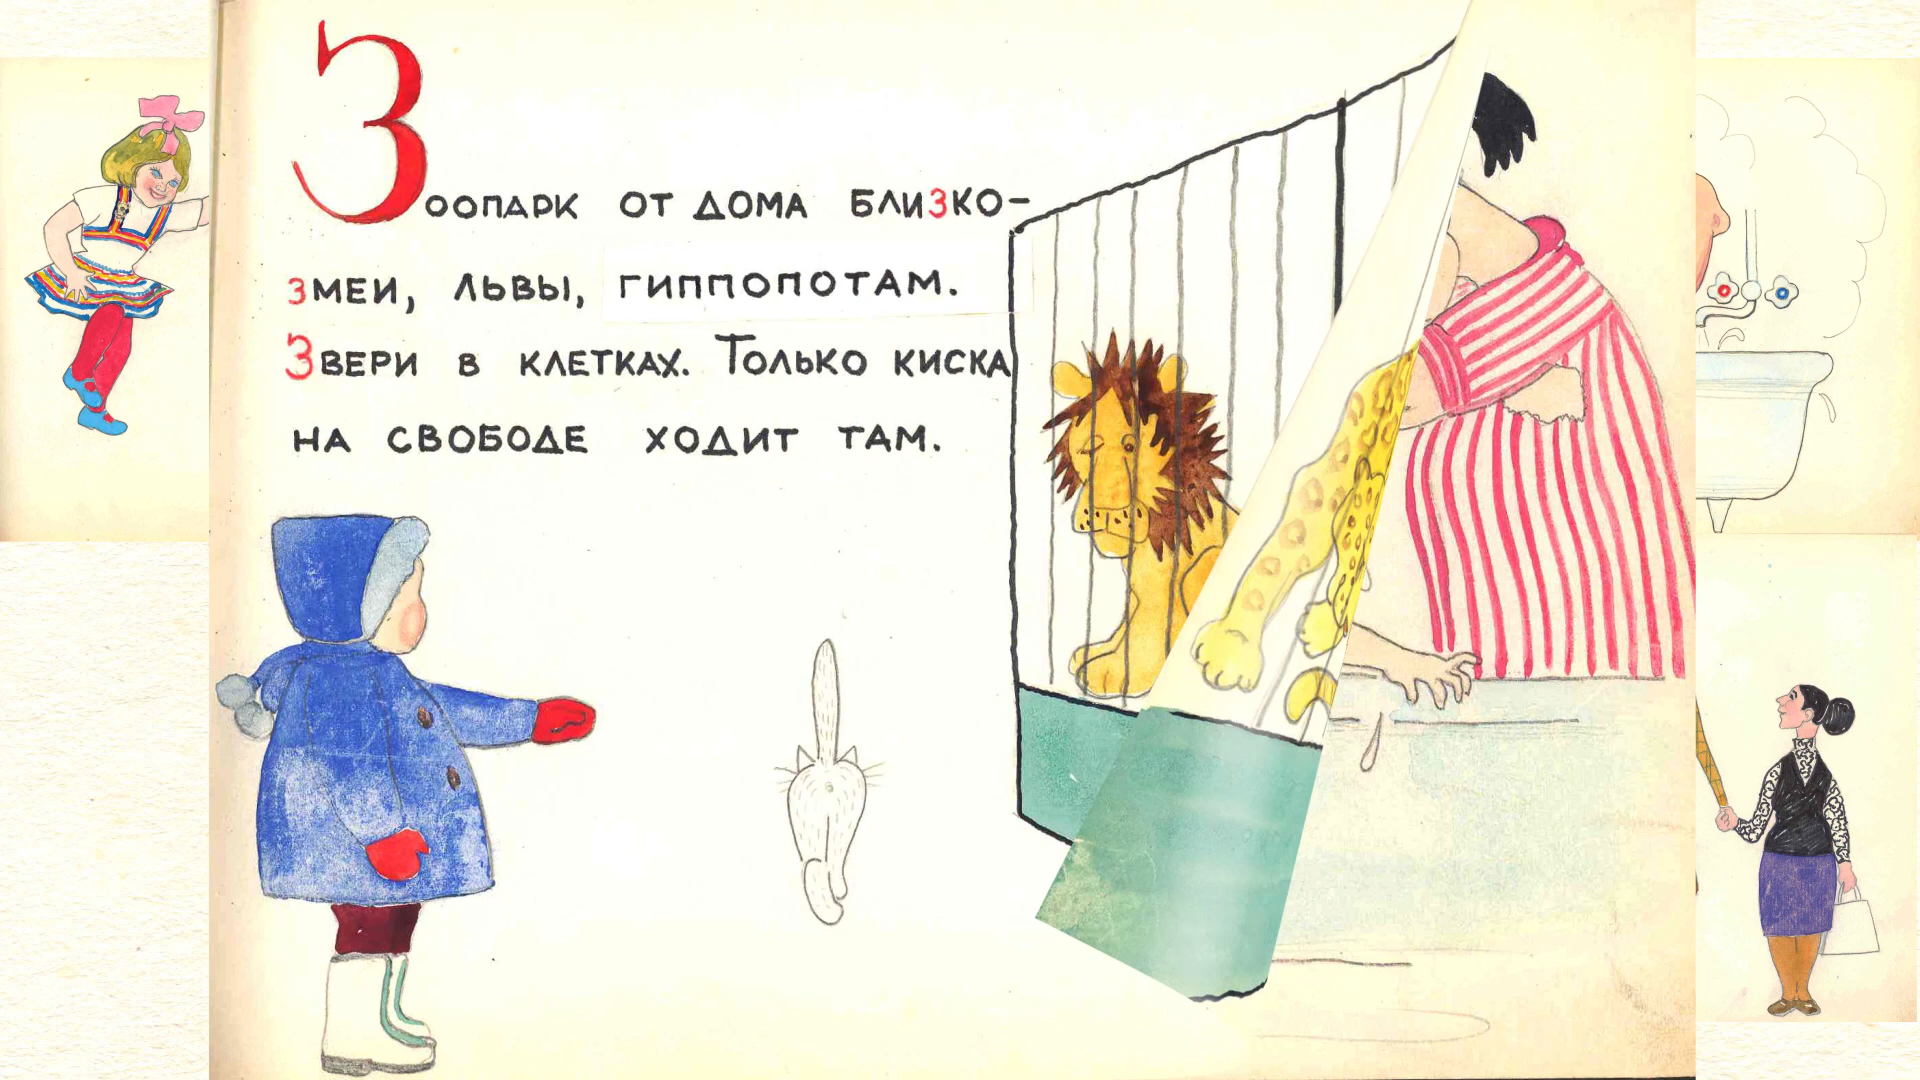 Зоопарк от дома близко-
змеи, львы, гиппопотам.
Звери в клетках. Только киска
на свободе ходит там.